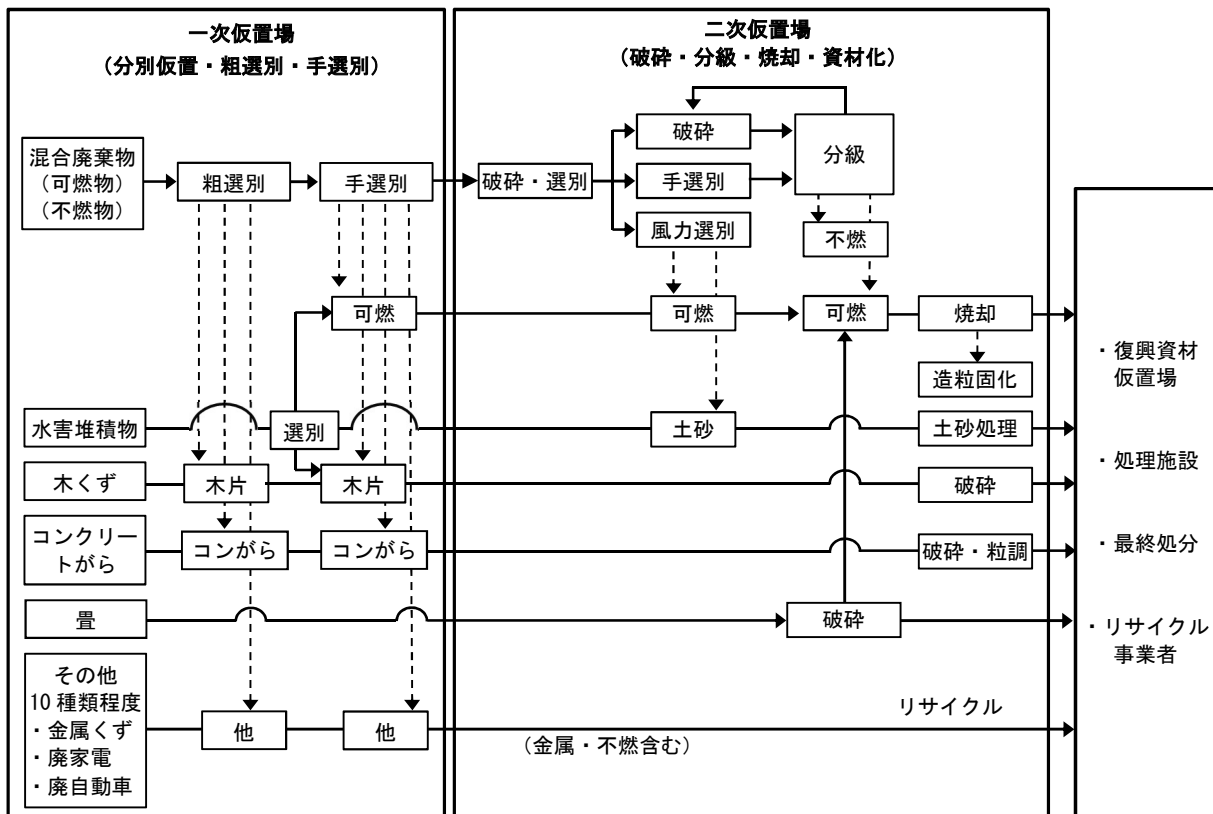 一次仮置場
（分別仮置・粗選別・手選別）
二次仮置場
（破砕・分級・焼却・資材化）
混合廃棄物
（可燃物）
（不燃物）
粗選別
手選別
破砕・選別
破砕
手選別
風力選別
分級
不燃
可燃
可燃
可燃
焼却
造粒固化
水害堆積物
選別
土砂
土砂処理
木くず
木片
木片
破砕
コンクリー
トがら
コンがら
コンがら
破砕・粒調
畳
破砕
その他
10 種類程度
・金属くず
・廃家電
・廃自動車
他
他
（金属・不燃含む）
リサイクル
・復興資材
仮置場
・処理施設
・最終処分
・リサイクル
事業者